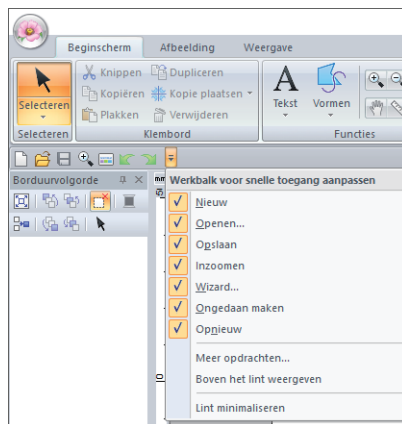 Beginscherm Afbeelding Weergave
Selecteren
Knippen Dupliceren
Kopiëren Kopie plaatsen
Plakken Verwijderen
Tekst Vormen
Selecteren Klembord Functies
Borduurvolgorde
mm
Werkbalk voor snelle toegang aanpassen
Nieuw
Openen...
Opslaan
Inzoomen
Wizard...
Ongedaan maken
Opnieuw
Meer opdrachten...
Boven het lint weergeven
Lint minimaliseren
0